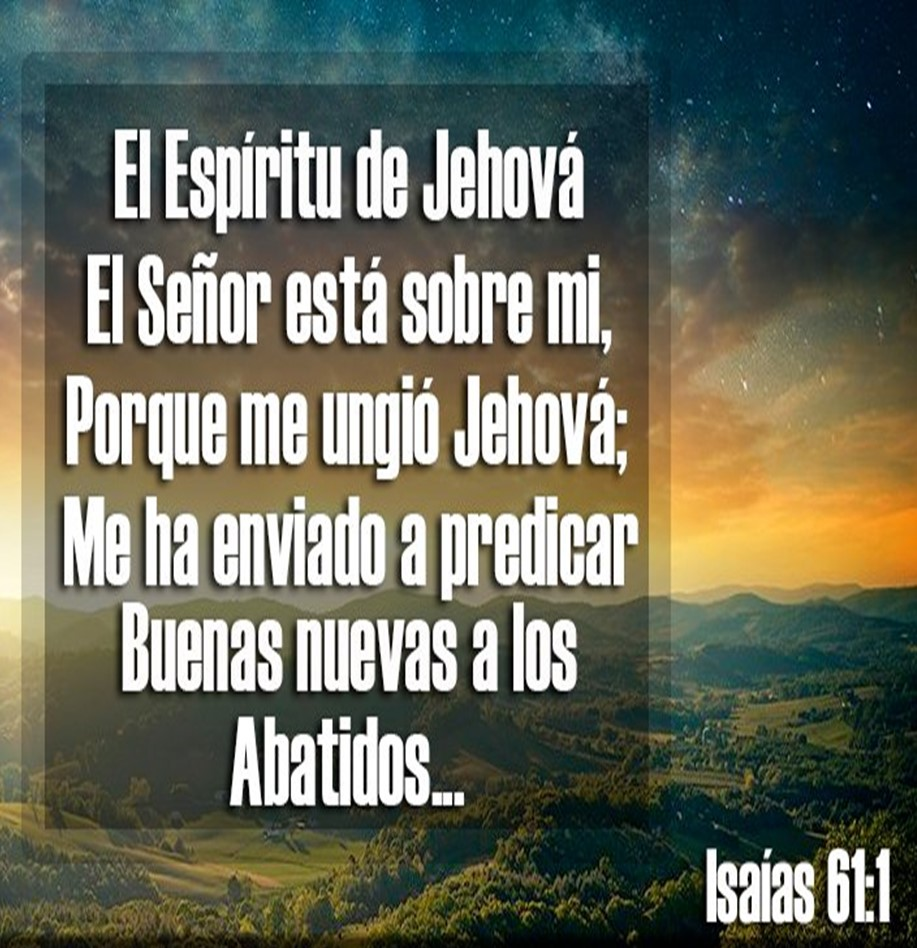 El Espíritu de Jehová
El Señor está sobre mi,
Porque me ungió Jehová;
Me ha enviado a predicar
Buenas nuevas a los
Abatidos...
Isaías 61:1